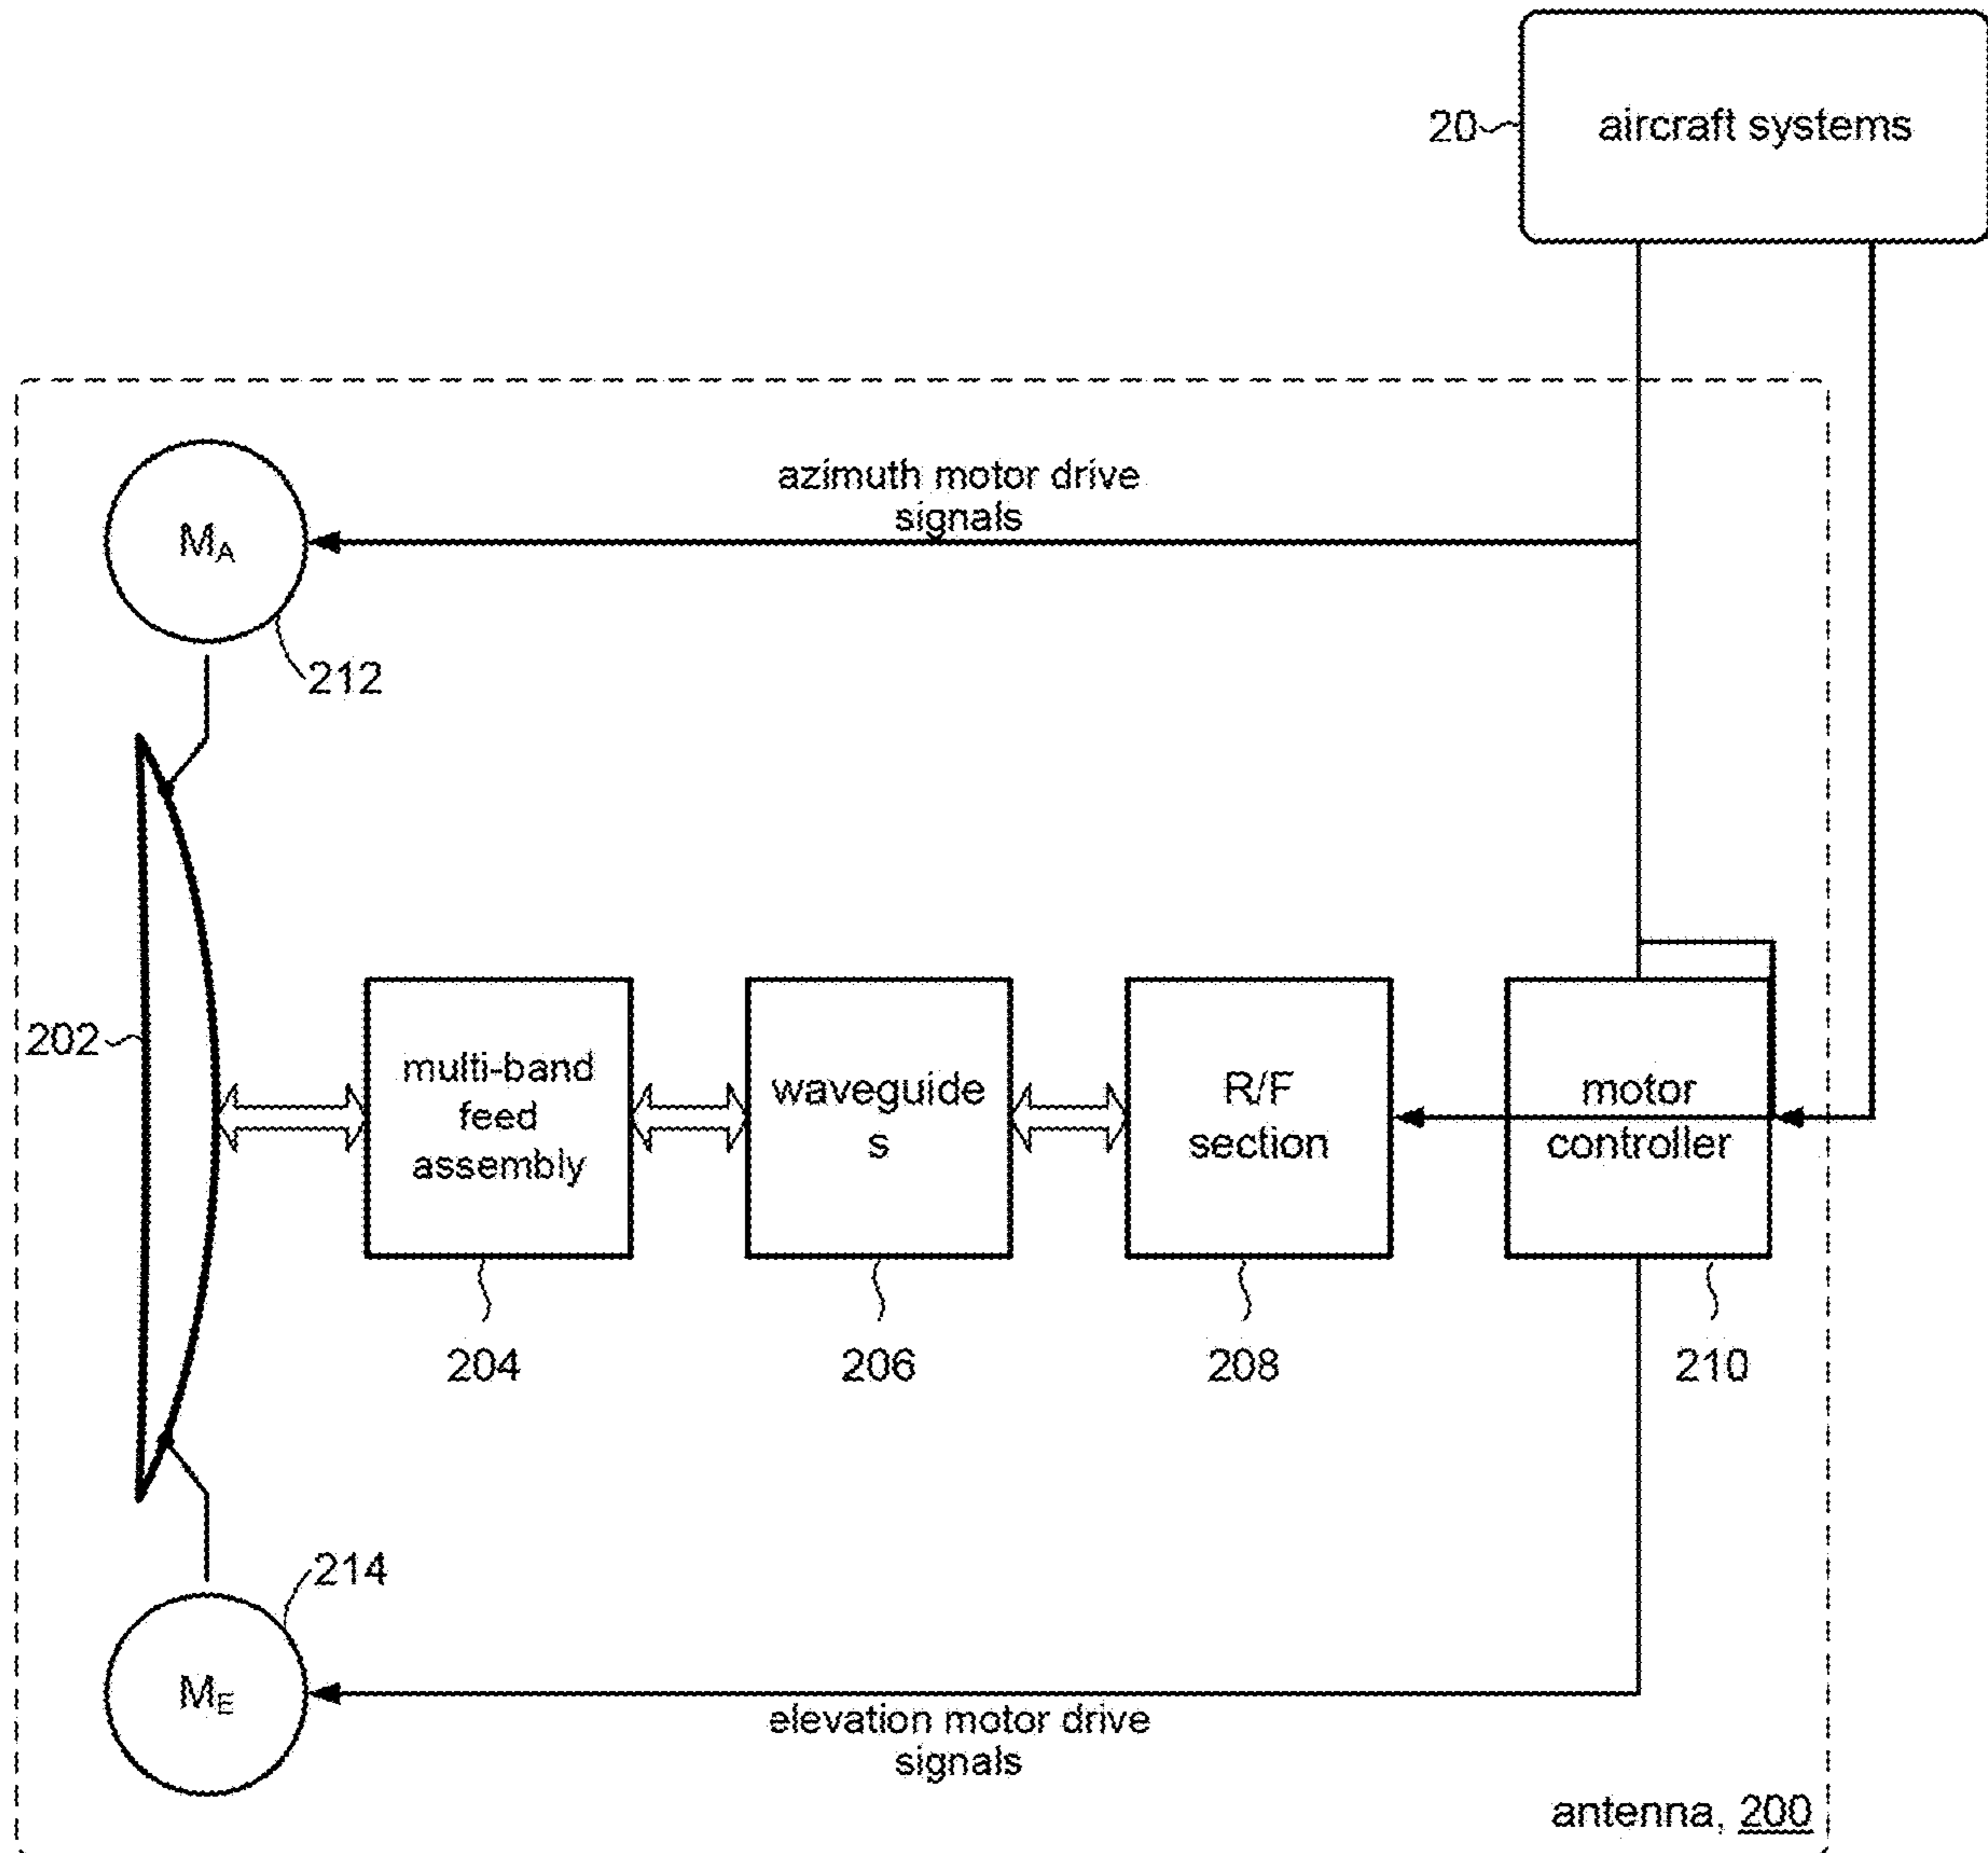 20
aircraft systems
azimuth motor drive
signals
MA
212
202
multi-band
feed
assembly
waveguide
s
R/F
section
motor
controller
204
206
208
210
214
ME
elevation motor drive
signals
antenna, 200